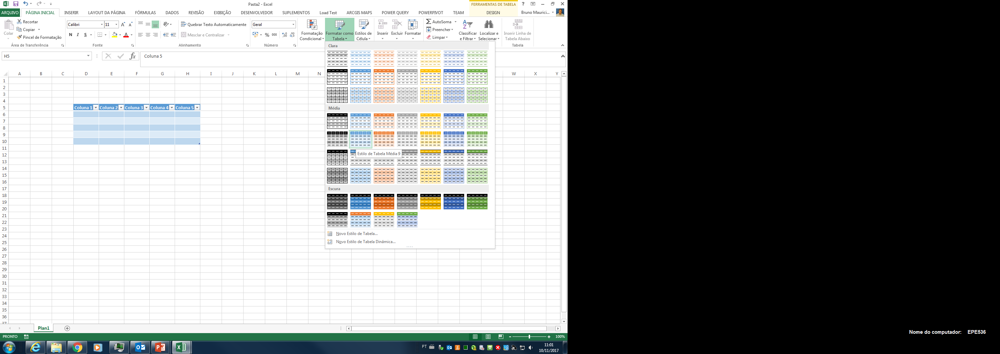 Pasta2 - Excel
FERRAMENTAS DE TABELA
ARQUIVO PÁGINA INICIAL INSERIR LAYOUT DA PÁGINA FÓRMULAS DADOS REVISÃO EXIBIÇÃO DESENVOLVEDOR SUPLEMENTOS Load Test ARCGIS MAPS POWER QUERY POWERPIVOT TEAM DESIGN Bruno Maurici...
Colar
Recortar
Copiar
Pincel de Formatação
Área de Transferência
Calibri 11
N I S A
Fonte
Quebrar Texto Automaticamente
Mesclar e Centralizar
Alinhamento
Geral
% 000
Número
Formatação Condicional
Formatar como Tabela
Estilos de Célula
Inserir Excluir Formatar
AutoSoma
Preencher
Limpar
Classificar e Filtrar
Localizar e Selecionar
Inserir Linha de Tabela Abaixo
Tabela
H5 fx Coluna 5
A B C D E F G H I J K L M N W X Y
1
2
3
4
5 Coluna 1 Coluna 2 Coluna 3 Coluna 4 Coluna 5
6
7
8
9
10
11
12
13
14
15
16
17
18
19
20
21
22
23
24
25
26
27
28
29
30
31
32
33
34
35
36
37
Clara
Média
Estilo de Tabela Média 9
Escura
Novo Estilo de Tabela...
Novo Estilo de Tabela Dinâmica...
Plan1
PRONTO
100%
PT
11:01
10/11/2017
Nome do computador: EPE536